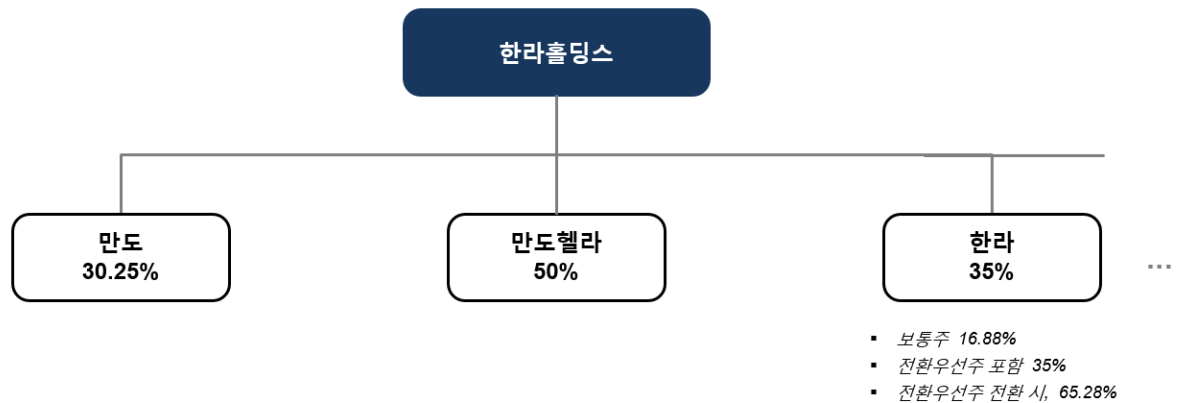 한라홀딩스
만도
30.25%
만도헬라
50%
한라
35%
...
▪ 보통주 16.88%
▪ 전환우선주 포함 35%
▪ 전환우선주 전환 시, 65.28%